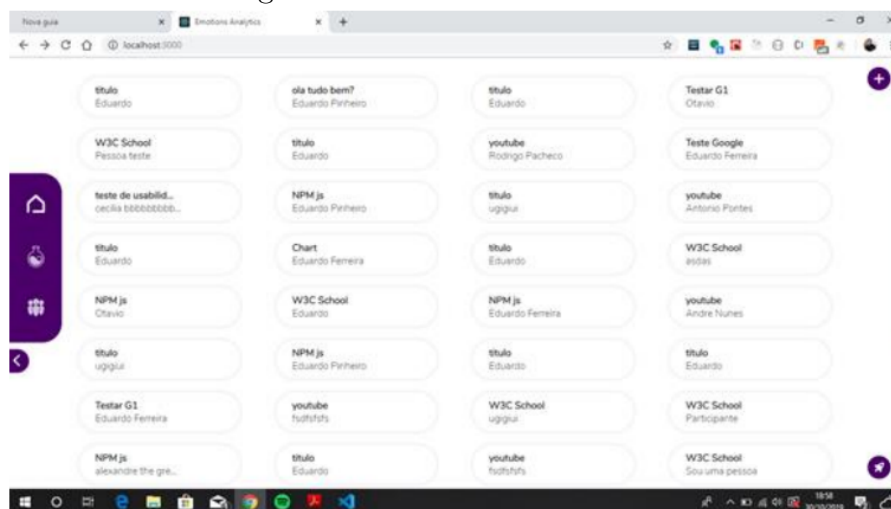 Nova guia
Emotions Analytics
localhost:3000
titulo
Eduardo
ola tudo bem?
Eduardo Pinheiro
titulo
Eduardo
Testar G1
Otavio
W3C School
Pessoa teste
titulo
Eduardo
youtube
Rodrigo Pacheco
Teste Google
Eduardo Ferreira
teste de usabilid...
NPM js
Eduardo Pinheiro
titulo
ugigiui
youtube
Antonio Pontes
titulo
Eduardo
Chart
Eduardo Ferreira
titulo
Eduardo
W3C School
asdas
NPM js
Otavio
W3C School
Eduardo
NPM js
Eduardo Ferreira
youtube
Andre Nunes
titulo
ugigiui
NPM js
Eduardo Pinheiro
titulo
Eduardo
titulo
Eduardo
Testar G1
Eduardo Ferreira
youtube
W3C School
ugigiui
W3C School
Participante
NPM js
alexandre the gre...
titulo
Eduardo
youtube
W3C School
Sou uma pessoa
18:58
30/10/2019